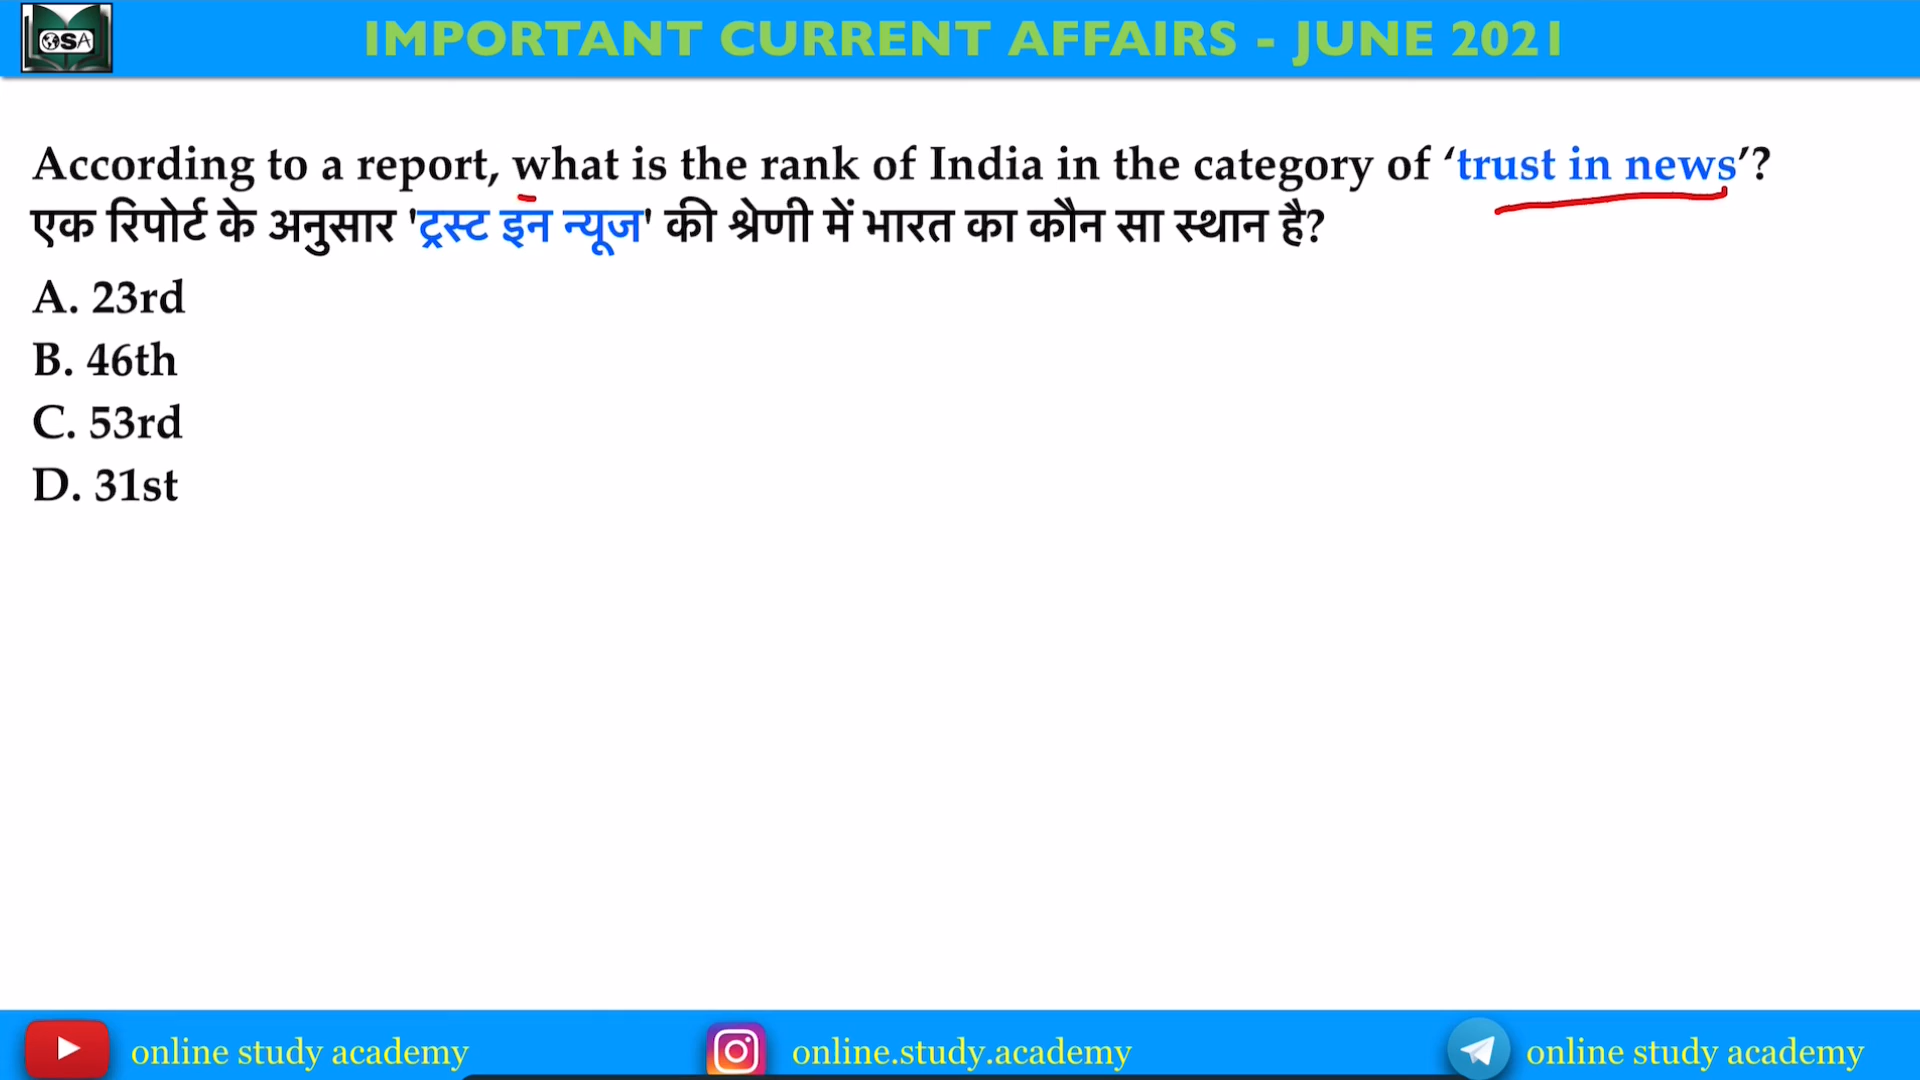 OSA
IMPORTANT CURRENT AFFAIRS - JUNE 2021
According to a report, what is the rank of India in the category of ‘trust in news’?
एक रिपोर्ट के अनुसार 'ट्रस्ट इन न्यूज' की श्रेणी में भारत का कौन सा स्थान है?
A. 23rd
B. 46th
C. 53rd
D. 31st
online study academy
online.study.academy
online study academy